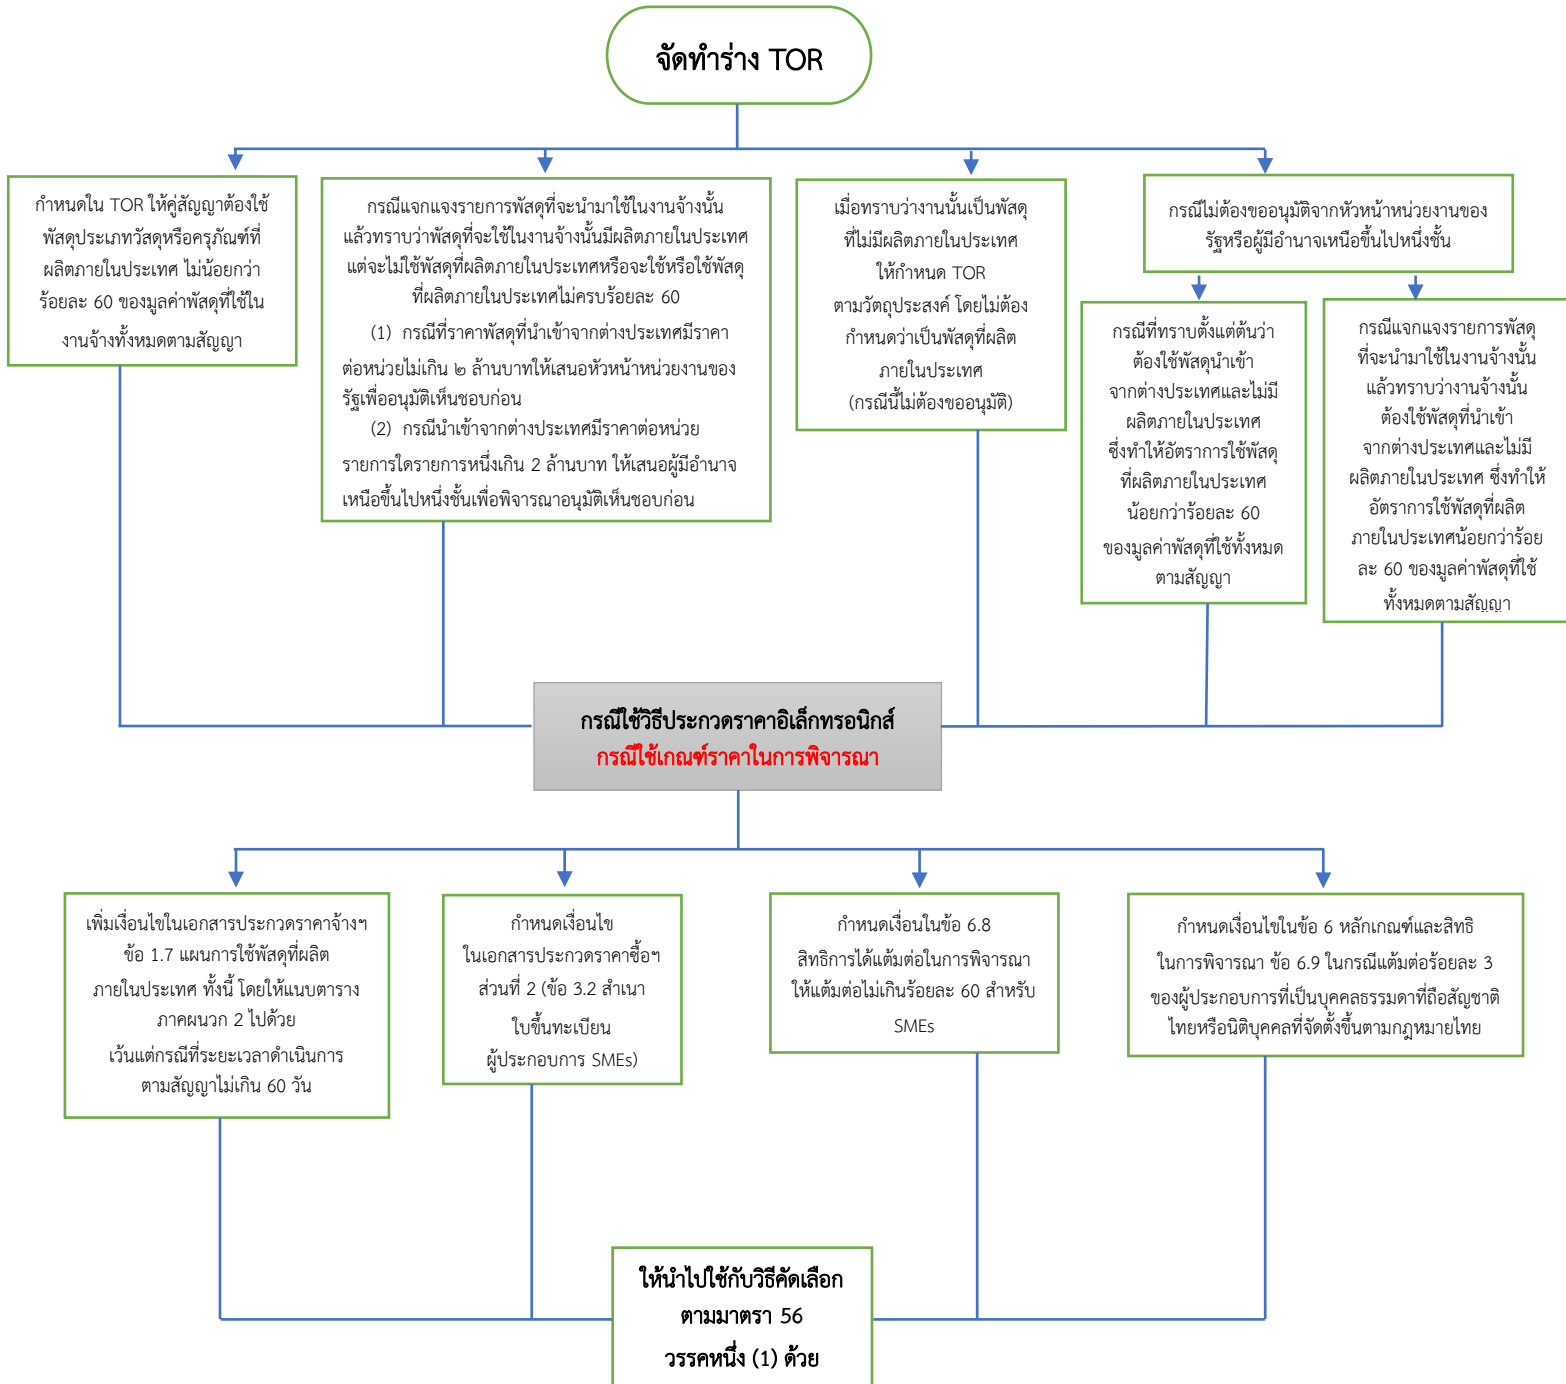 จัดทำร่าง TOR
กำหนดใน TOR ให้คู่สัญญาต้องใช้
พัสดุประเภทวัสดุหรือครุภัณฑ์ที่
ผลิตภายในประเทศ ไม่น้อยกว่า
ร้อยละ 60 ของมูลค่าพัสดุที่ใช้ใน
งานจ้างทั้งหมดตามสัญญา
กรณีแจกแจงรายการพัสดุที่จะนำมาใช้ในงานจ้างนั้น
แล้วทราบว่าพัสดุที่จะใช้ในงานจ้างนั้นมีผลิตภายในประเทศ
แต่จะไม่ใช้พัสดุที่ผลิตภายในประเทศหรือจะใช้หรือใช้พัสดุ
ที่ผลิตภายในประเทศไม่ครบร้อยละ 60
(1) กรณีที่ราคาพัสดุที่นำเข้าจากต่างประเทศมีราคา
ต่อหน่วยไม่เกิน ๒ ล้านบาทให้เสนอหัวหน้าหน่วยงานของ
รัฐเพื่ออนุมัติเห็นชอบก่อน
(2) กรณีนำเข้าจากต่างประเทศมีราคาต่อหน่วย
รายการใดรายการหนึ่งเกิน 2 ล้านบาท ให้เสนอผู้มีอำนาจ
เหนือขึ้นไปหนึ่งชั้นเพื่อพิจารณาอนุมัติเห็นชอบก่อน
เมื่อทราบว่างานนั้นเป็นพัสดุ
ที่ไม่มีผลิตภายในประเทศ
ให้กำหนด TOR
ตามวัตถุประสงค์ โดยไม่ต้อง
กำหนดว่าเป็นพัสดุที่ผลิต
ภายในประเทศ
(กรณีนี้ไม่ต้องขออนุมัติ)
กรณีไม่ต้องขออนุมัติจากหัวหน้าหน่วยงานของ
รัฐหรือผู้มีอำนาจเหนือขึ้นไปหนึ่งชั้น
กรณีที่ทราบตั้งแต่ต้นว่า
ต้องใช้พัสดุนำเข้า
จากต่างประเทศและไม่มี
ผลิตภายในประเทศ
ซึ่งทำให้อัตราการใช้พัสดุ
ที่ผลิตภายในประเทศ
น้อยกว่าร้อยละ 60
ของมูลค่าพัสดุที่ใช้ทั้งหมด
ตามสัญญา
กรณีแจกแจงรายการพัสดุ
ที่จะนำมาใช้ในงานจ้างนั้น
แล้วทราบว่างานจ้างนั้น
ต้องใช้พัสดุที่นำเข้า
จากต่างประเทศและไม่มี
ผลิตภายในประเทศ ซึ่งทำให้
อัตราการใช้พัสดุที่ผลิต
ภายในประเทศน้อยกว่าร้อย
ละ 60 ของมูลค่าพัสดุที่ใช้
ทั้งหมดตามสัญญา
กรณีใช้วิธีประกวดราคาอิเล็กทรอนิกส์
กรณีใช้เกณฑ์ราคาในการพิจารณา
เพิ่มเงื่อนไขในเอกสารประกวดราคาจ้างฯ
ข้อ 1.7 แผนการใช้พัสดุที่ผลิต
ภายในประเทศ ทั้งนี้ โดยให้แนบตาราง
ภาคผนวก 2 ไปด้วย
เว้นแต่กรณีที่ระยะเวลาดำเนินการ
ตามสัญญาไม่เกิน 60 วัน
กำหนดเงื่อนไข
ในเอกสารประกวดราคาซื้อฯ
ส่วนที่ 2 (ข้อ 3.2 สำเนา
ใบขึ้นทะเบียน
ผู้ประกอบการ SMEs)
กำหนดเงื่อนในข้อ 6.8
สิทธิการได้แต้มต่อในการพิจารณา
ให้แต้มต่อไม่เกินร้อยละ 60 สำหรับ
SMEs
กำหนดเงื่อนไขในข้อ 6 หลักเกณฑ์และสิทธิ
ในการพิจารณา ข้อ 6.9 ในกรณีแต้มต่อร้อยละ 3
ของผู้ประกอบการที่เป็นบุคคลธรรมดาที่ถือสัญชาติ
ไทยหรือนิติบุคคลที่จัดตั้งขึ้นตามกฎหมายไทย
ให้นำไปใช้กับวิธีคัดเลือก
ตามมาตรา 56
วรรคหนึ่ง (1) ด้วย